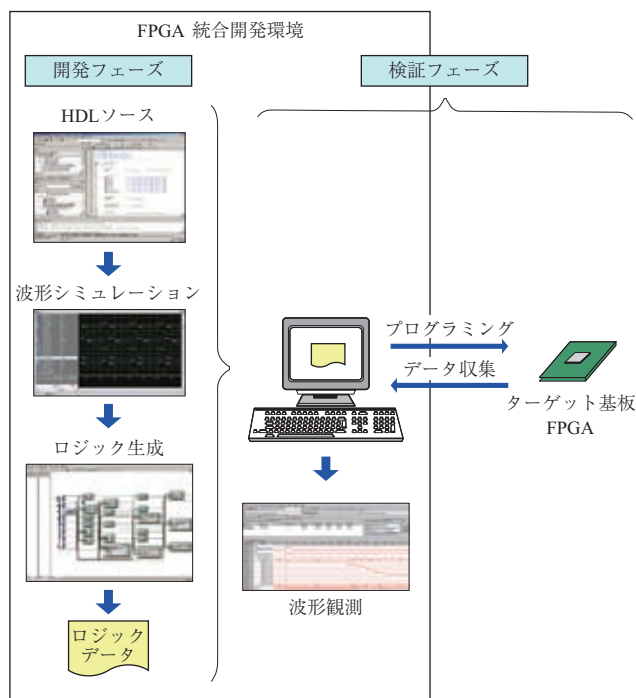 FPGA 統合開発環境
開発フェーズ
検証フェーズ
HDLソース
波形シミュレーション
ロジック生成
ロジック
データ
プログラミング
データ収集
ターゲット基板
FPGA
波形観測